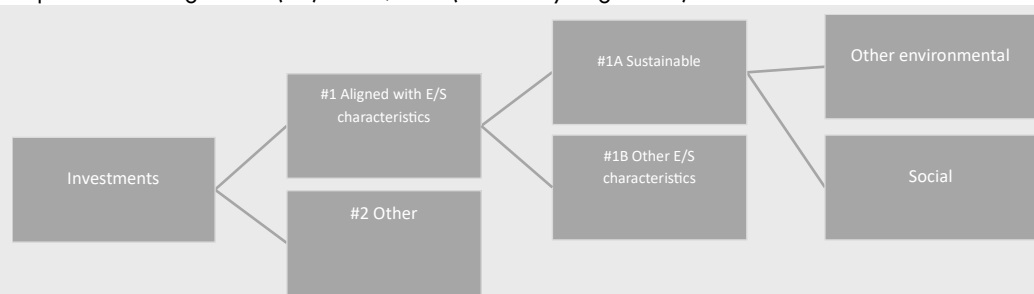 Investments
#1 Aligned with E/S
characteristics
#2 Other
#1A Sustainable
#1B Other E/S
characteristics
Other environmental
Social